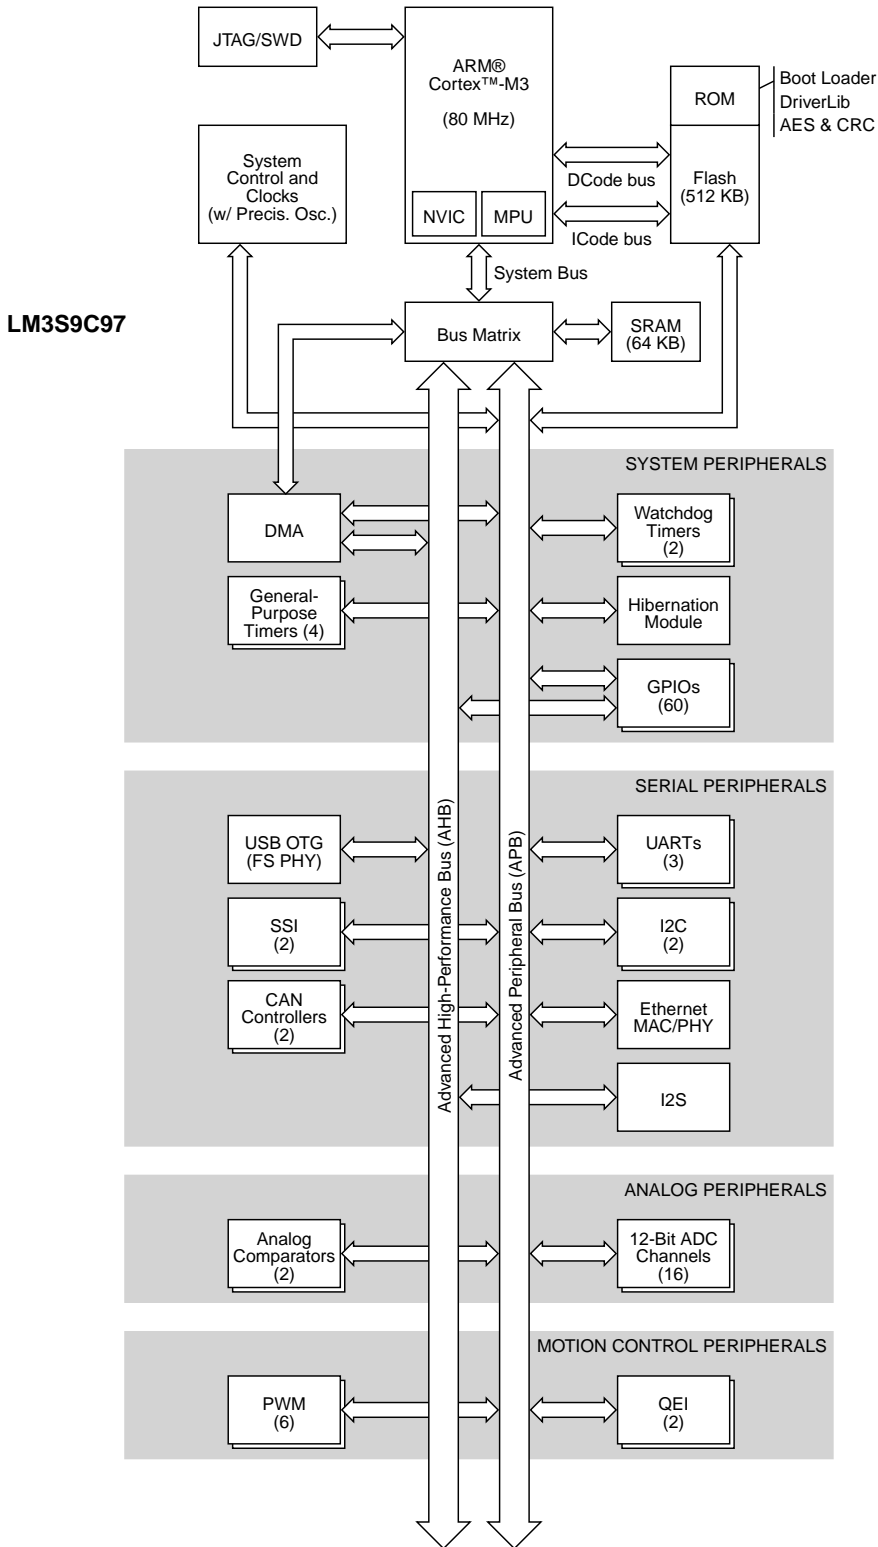 JTAG/SWD
ARM®
Cortex™-M3
(80 MHz)
NVIC
MPU
ROM
Flash
(512 KB)
Boot Loader
DriverLib
AES & CRC
DCode bus
ICode bus
System
Control and
Clocks
(w/ Precis. Osc.)
System Bus
LM3S9C97
Bus Matrix
SRAM
(64 KB)
SYSTEM PERIPHERALS
DMA
Watchdog
Timers
(2)
General-
Purpose
Timers (4)
Hibernation
Module
GPIOs
(60)
Advanced High-Performance Bus (AHB)
Advanced Peripheral Bus (APB)
SERIAL PERIPHERALS
USB OTG
(FS PHY)
UARTs
(3)
SSI
(2)
I2C
(2)
CAN
Controllers
(2)
Ethernet
MAC/PHY
I2S
ANALOG PERIPHERALS
Analog
Comparators
(2)
12-Bit ADC
Channels
(16)
MOTION CONTROL PERIPHERALS
PWM
(6)
QEI
(2)